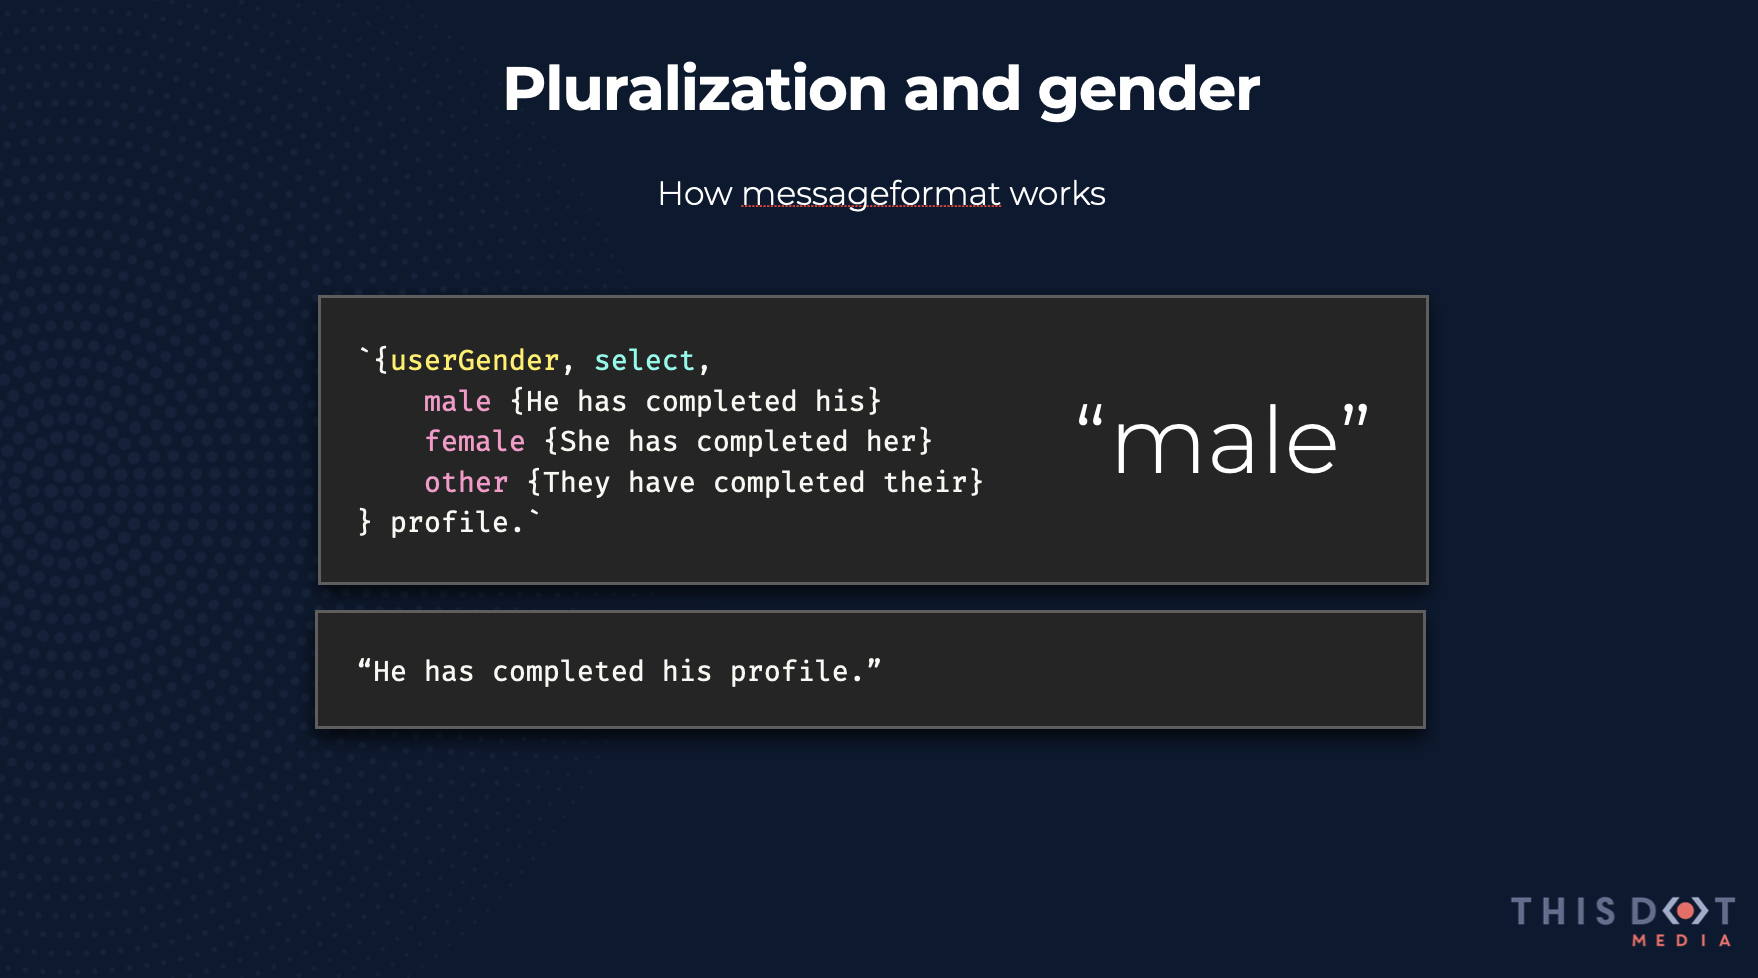 Pluralization and gender
How messageformat works
`{userGender, select,
    male {He has completed his}
    female {She has completed her}
    other {They have completed their}
} profile.`
“male”
“He has completed his profile.”
THIS DOT
MEDIA